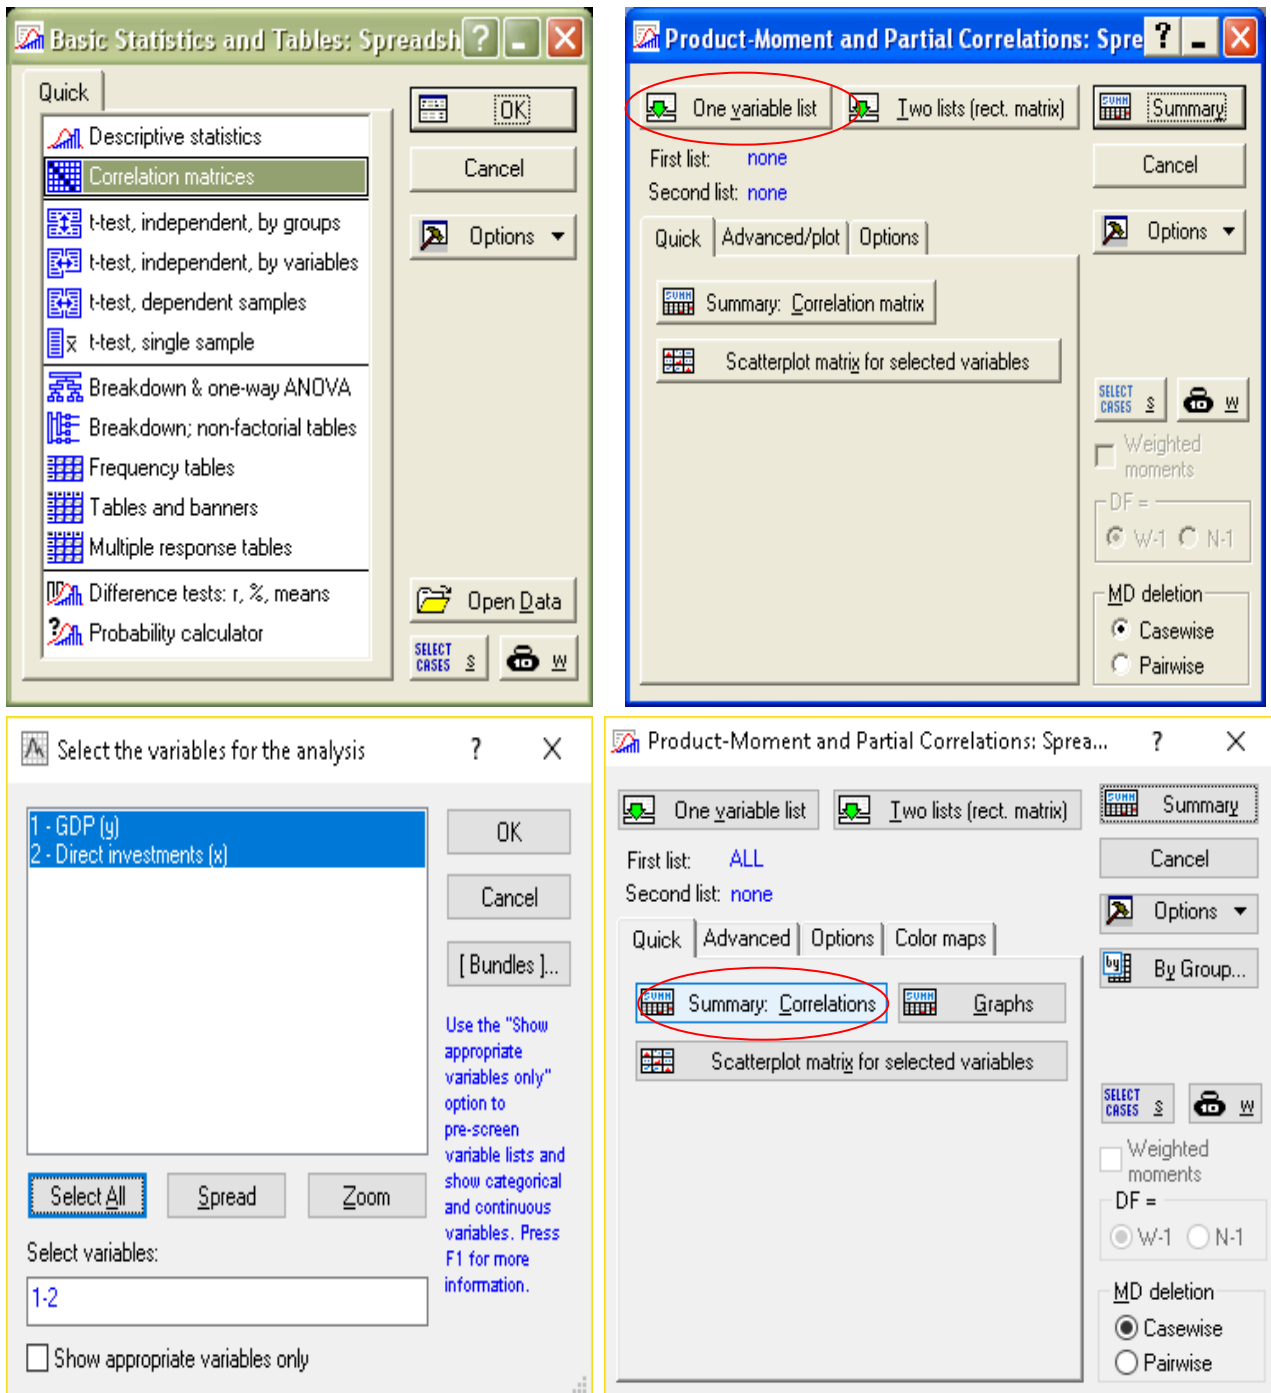 Basic Statistics and Tables: Spreadsh ?
Quick
Descriptive statistics
Correlation matrices
t-test, independent, by groups
t-test, independent, by variables
t-test, dependent samples
t-test, single sample
Breakdown & one-way ANOVA
Breakdown; non-factorial tables
Frequency tables
Tables and banners
Multiple response tables
Difference tests: r, %, means
Probability calculator
OK
Cancel
Options
Open Data
SELECT CASES S
10 W
Product-Moment and Partial Correlations: Spre ?
One variable list
Two lists (rect. matrix)
First list: none
Second list: none
Quick
Advanced/plot
Options
Summary: Correlation matrix
Scatterplot matrix for selected variables
SUMM Summary
Cancel
Options
SELECT CASES S
10 W
Weighted
moments
DF =
W-1 N-1
MD deletion
Casewise
Pairwise
Select the variables for the analysis ?
1 - GDP (y)
2 - Direct investments (x)
OK
Cancel
[ Bundles ]...
Use the "Show
appropriate
variables only"
option to
pre-screen
variable lists and
show categorical
and continuous
variables. Press
F1 for more
information.
Select All
Spread
Zoom
Select variables:
1-2
Show appropriate variables only
Product-Moment and Partial Correlations: Sprea... ?
One variable list
Two lists (rect. matrix)
First list: ALL
Second list: none
Quick
Advanced
Options
Color maps
SUMM Summary: Correlations
SUMM Graphs
Scatterplot matrix for selected variables
SUMM Summary
Cancel
Options
by By Group...
SELECT CASES S
10 W
Weighted
moments
DF =
W-1 N-1
MD deletion
Casewise
Pairwise